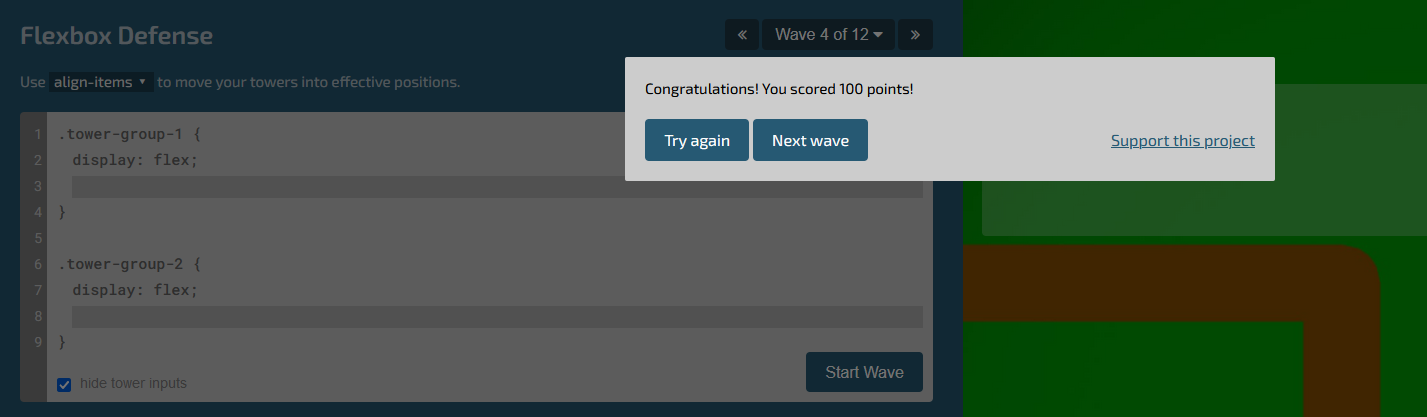 Flexbox Defense
« Wave 4 of 12 »
Use align-items to move your towers into effective positions.
Congratulations! You scored 100 points!
Try again Next wave Support this project
1 .tower-group-1 {
2 display: flex;
3
4 }
5
6 .tower-group-2 {
7 display: flex;
8
9 }
hide tower inputs
Start Wave